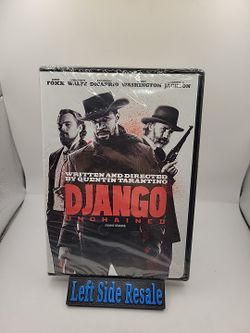 FOXX WALTZ DiCAPRIO WASHINGTON JACKSON
WRITTEN AND DIRECTED
BY QUENTIN TARANTINO
DJANGO
UNCHAINED
Left Side Resale